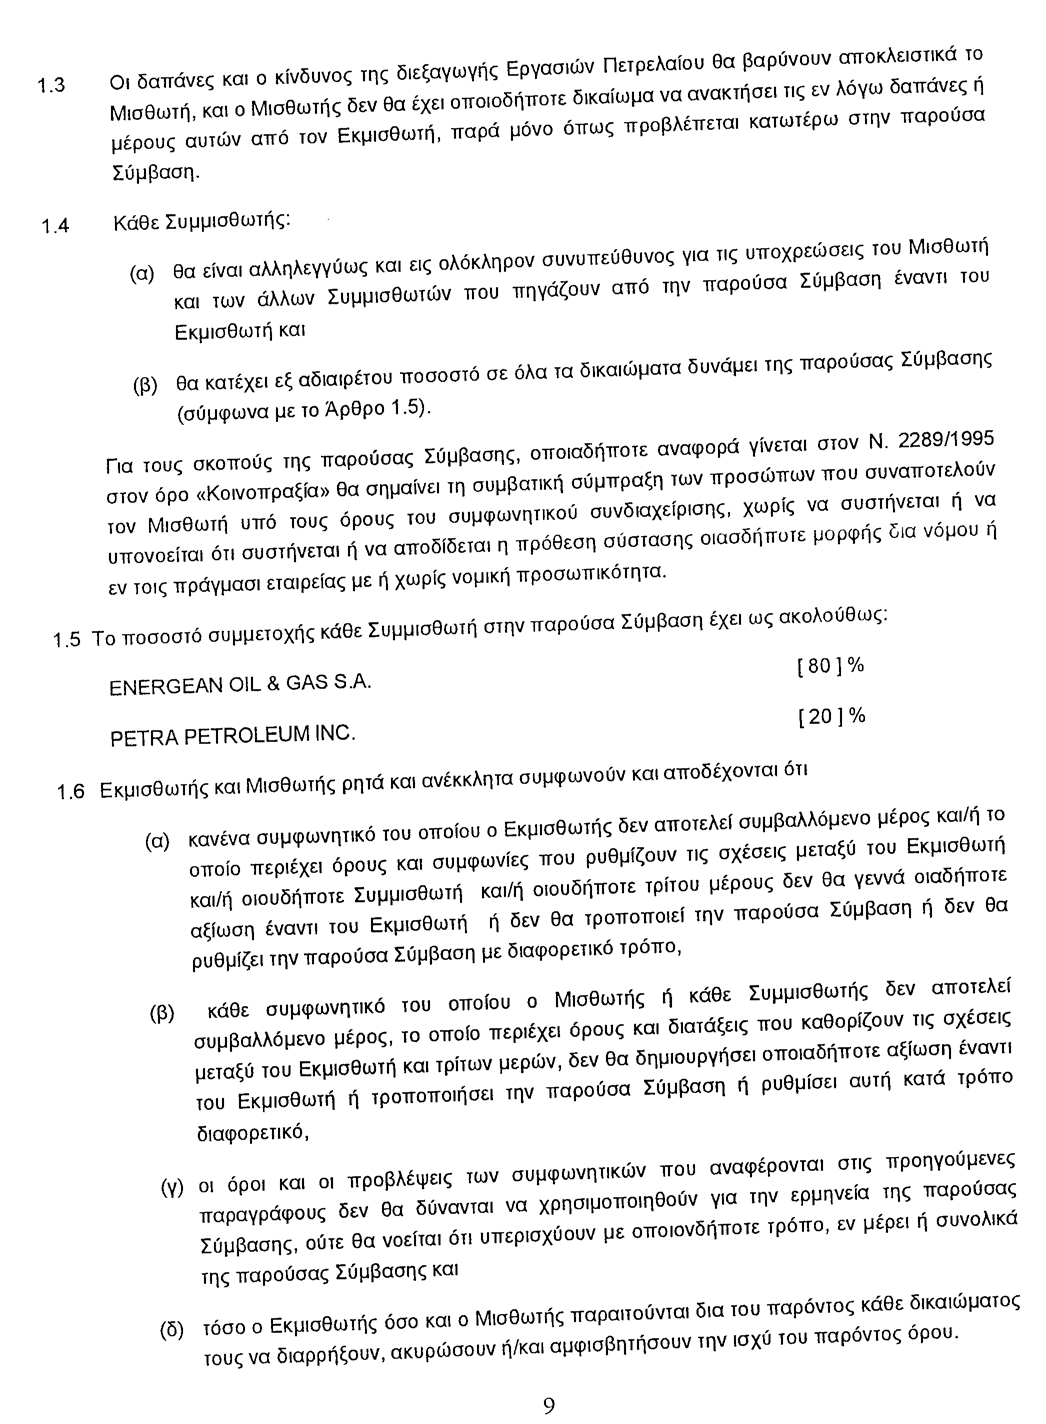 1.3 Οι δαπάνες και ο κίνδυνος της διεξαγωγής Εργασιών Πετρελαίου θα βαρύνουν αποκλειστικά το
Μισθωτή, και ο Μισθωτής δεν θα έχει οποιοδήποτε δικαίωμα να ανακτήσει τις εν λόγω δαπάνες ή
μέρους αυτών από τον Εκμισθωτή, παρά μόνο όπως προβλέπεται κατωτέρω στην παρούσα
Σύμβαση.
1.4 Κάθε Συμμισθωτής:
(α) θα είναι αλληλεγγύως και εις ολόκληρον συνυπεύθυνος για τις υποχρεώσεις του Μισθωτή
και των άλλων Συμμισθωτών που πηγάζουν από την παρούσα Σύμβαση έναντι του
Εκμισθωτή και
(β) θα κατέχει εξ αδιαιρέτου ποσοστό σε όλα τα δικαιώματα δυνάμει της παρούσας Σύμβασης
(σύμφωνα με το Άρθρο 1.5).
Για τους σκοπούς της παρούσας Σύμβασης, οποιαδήποτε αναφορά γίνεται στον Ν. 2289/1995
στον όρο «Κοινοπραξία» θα σημαίνει τη συμβατική σύμπραξη των προσώπων που συναποτελούν
τον Μισθωτή υπό τους όρους του συμφωνητικού συνδιαχείρισης, χωρίς να συστήνεται ή να
υπονοείται ότι συστήνεται ή να αποδίδεται η πρόθεση σύστασης οιασδήποτε μορφής δια νόμου ή
εν τοις πράγμασι εταιρείας με ή χωρίς νομική προσωπικότητα.
1.5 Το ποσοστό συμμετοχής κάθε Συμμισθωτή στην παρούσα Σύμβαση έχει ως ακολούθως:
ENERGEAN OIL & GAS S.A. [ 80 ] %
PETRA PETROLEUM INC. [ 20 ] %
1.6 Εκμισθωτής και Μισθωτής ρητά και ανέκκλητα συμφωνούν και αποδέχονται ότι
(α) κανένα συμφωνητικό του οποίου ο Εκμισθωτής δεν αποτελεί συμβαλλόμενο μέρος και/ή το
οποίο περιέχει όρους και συμφωνίες που ρυθμίζουν τις σχέσεις μεταξύ του Εκμισθωτή
και/ή οιουδήποτε Συμμισθωτή και/ή οιουδήποτε τρίτου μέρους δεν θα γεννά οιαδήποτε
αξίωση έναντι του Εκμισθωτή ή δεν θα τροποποιεί την παρούσα Σύμβαση ή δεν θα
ρυθμίζει την παρούσα Σύμβαση με διαφορετικό τρόπο,
(β) κάθε συμφωνητικό του οποίου ο Μισθωτής ή κάθε Συμμισθωτής δεν αποτελεί
συμβαλλόμενο μέρος, το οποίο περιέχει όρους και διατάξεις που καθορίζουν τις σχέσεις
μεταξύ του Εκμισθωτή και τρίτων μερών, δεν θα δημιουργήσει οποιαδήποτε αξίωση έναντι
του Εκμισθωτή ή τροποποιήσει την παρούσα Σύμβαση ή ρυθμίσει αυτή κατά τρόπο
διαφορετικό,
(γ) οι όροι και οι προβλέψεις των συμφωνητικών που αναφέρονται στις προηγούμενες
παραγράφους δεν θα δύνανται να χρησιμοποιηθούν για την ερμηνεία της παρούσας
Σύμβασης, ούτε θα νοείται ότι υπερισχύουν με οποιονδήποτε τρόπο, εν μέρει ή συνολικά
της παρούσας Σύμβασης και
(δ) τόσο ο Εκμισθωτής όσο και ο Μισθωτής παραιτούνται δια του παρόντος κάθε δικαιώματος
τους να διαρρήξουν, ακυρώσουν ή/και αμφισβητήσουν την ισχύ του παρόντος όρου.
9